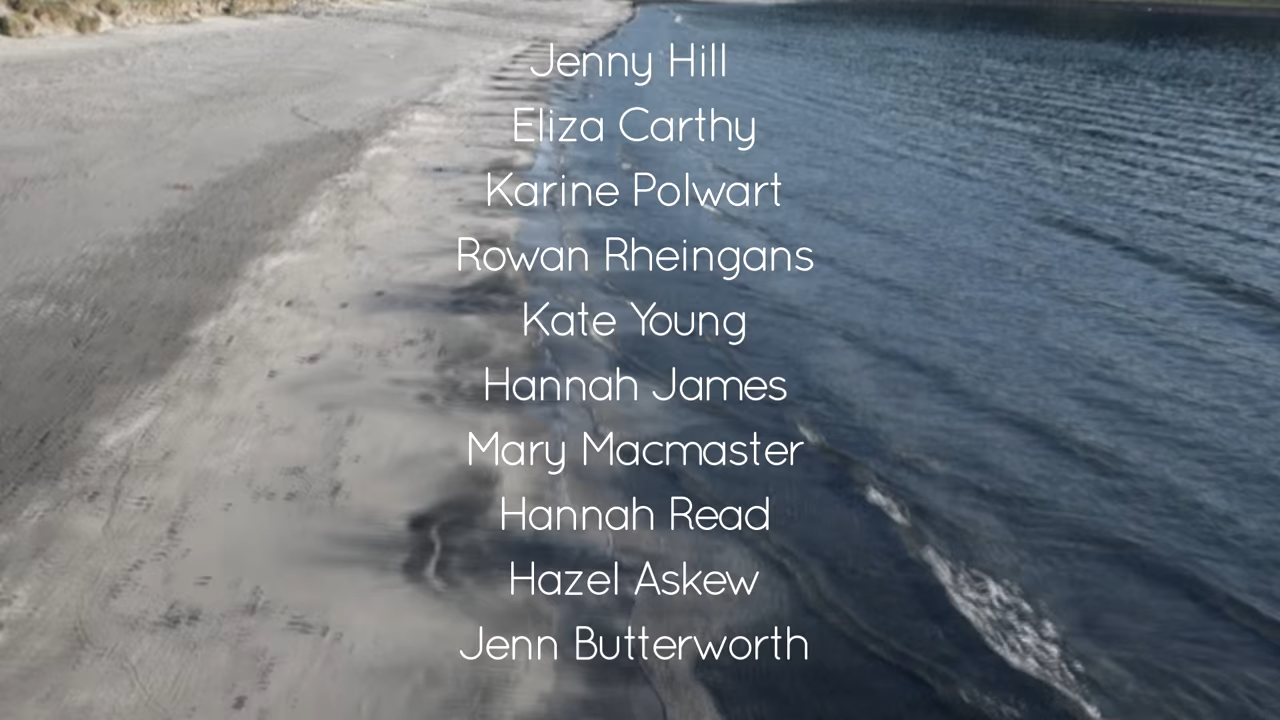 Jenny Hill
Eliza Carthy
Karine Polwart
Rowan Rheingans
Kate Young
Hannah James
Mary Macmaster
Hannah Read
Hazel Askew
Jenn Butterworth